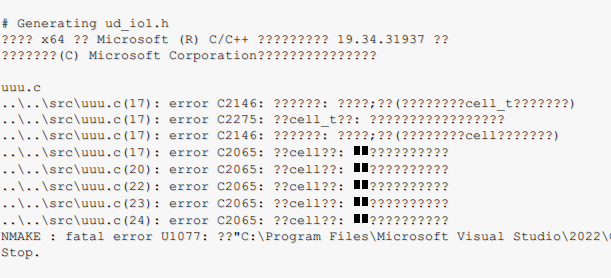 # Generating ud_io1.h
???? x64 ?? Microsoft (R) C/C++ ????????? 19.34.31937 ??
???????(C) Microsoft Corporation???????????????
uuu.c
..\..\src\uuu.c(17): error C2146: ??????: ????;??(????????cell_t???????)
..\..\src\uuu.c(17): error C2275: ??cell_t??: ?????????????????
..\..\src\uuu.c(17): error C2146: ??????: ????;??(????????cell???????)
..\..\src\uuu.c(17): error C2065: ??cell??: ■■??????????
..\..\src\uuu.c(20): error C2065: ??cell??: ■■??????????
..\..\src\uuu.c(22): error C2065: ??cell??: ■■??????????
..\..\src\uuu.c(23): error C2065: ??cell??: ■■??????????
..\..\src\uuu.c(24): error C2065: ??cell??: ■■??????????
NMAKE : fatal error U1077: ??"C:\Program Files\Microsoft Visual Studio\2022\
Stop.